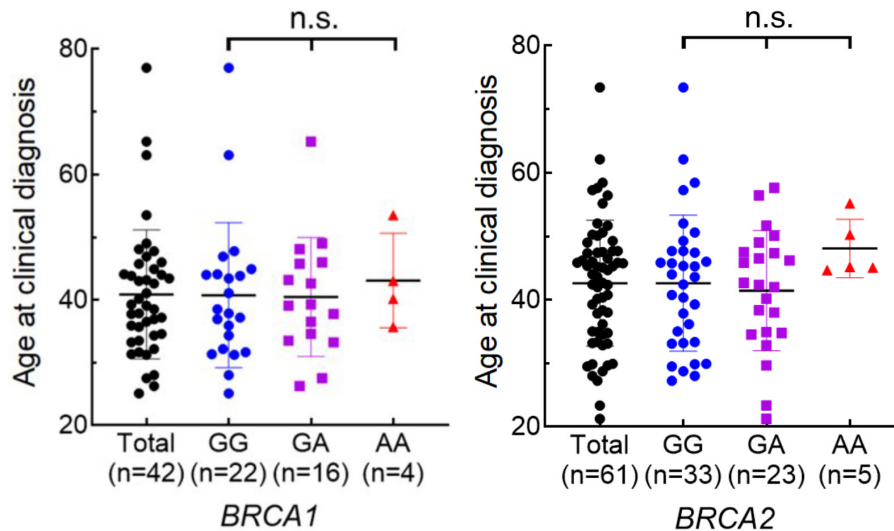 n.s.
Age at clinical diagnosis
80
60
40
20
Total GG GA AA
(n=42) (n=22) (n=16) (n=4)
BRCA1
n.s.
Age at clinical diagnosis
80
60
40
20
Total GG GA AA
(n=61) (n=33) (n=23) (n=5)
BRCA2